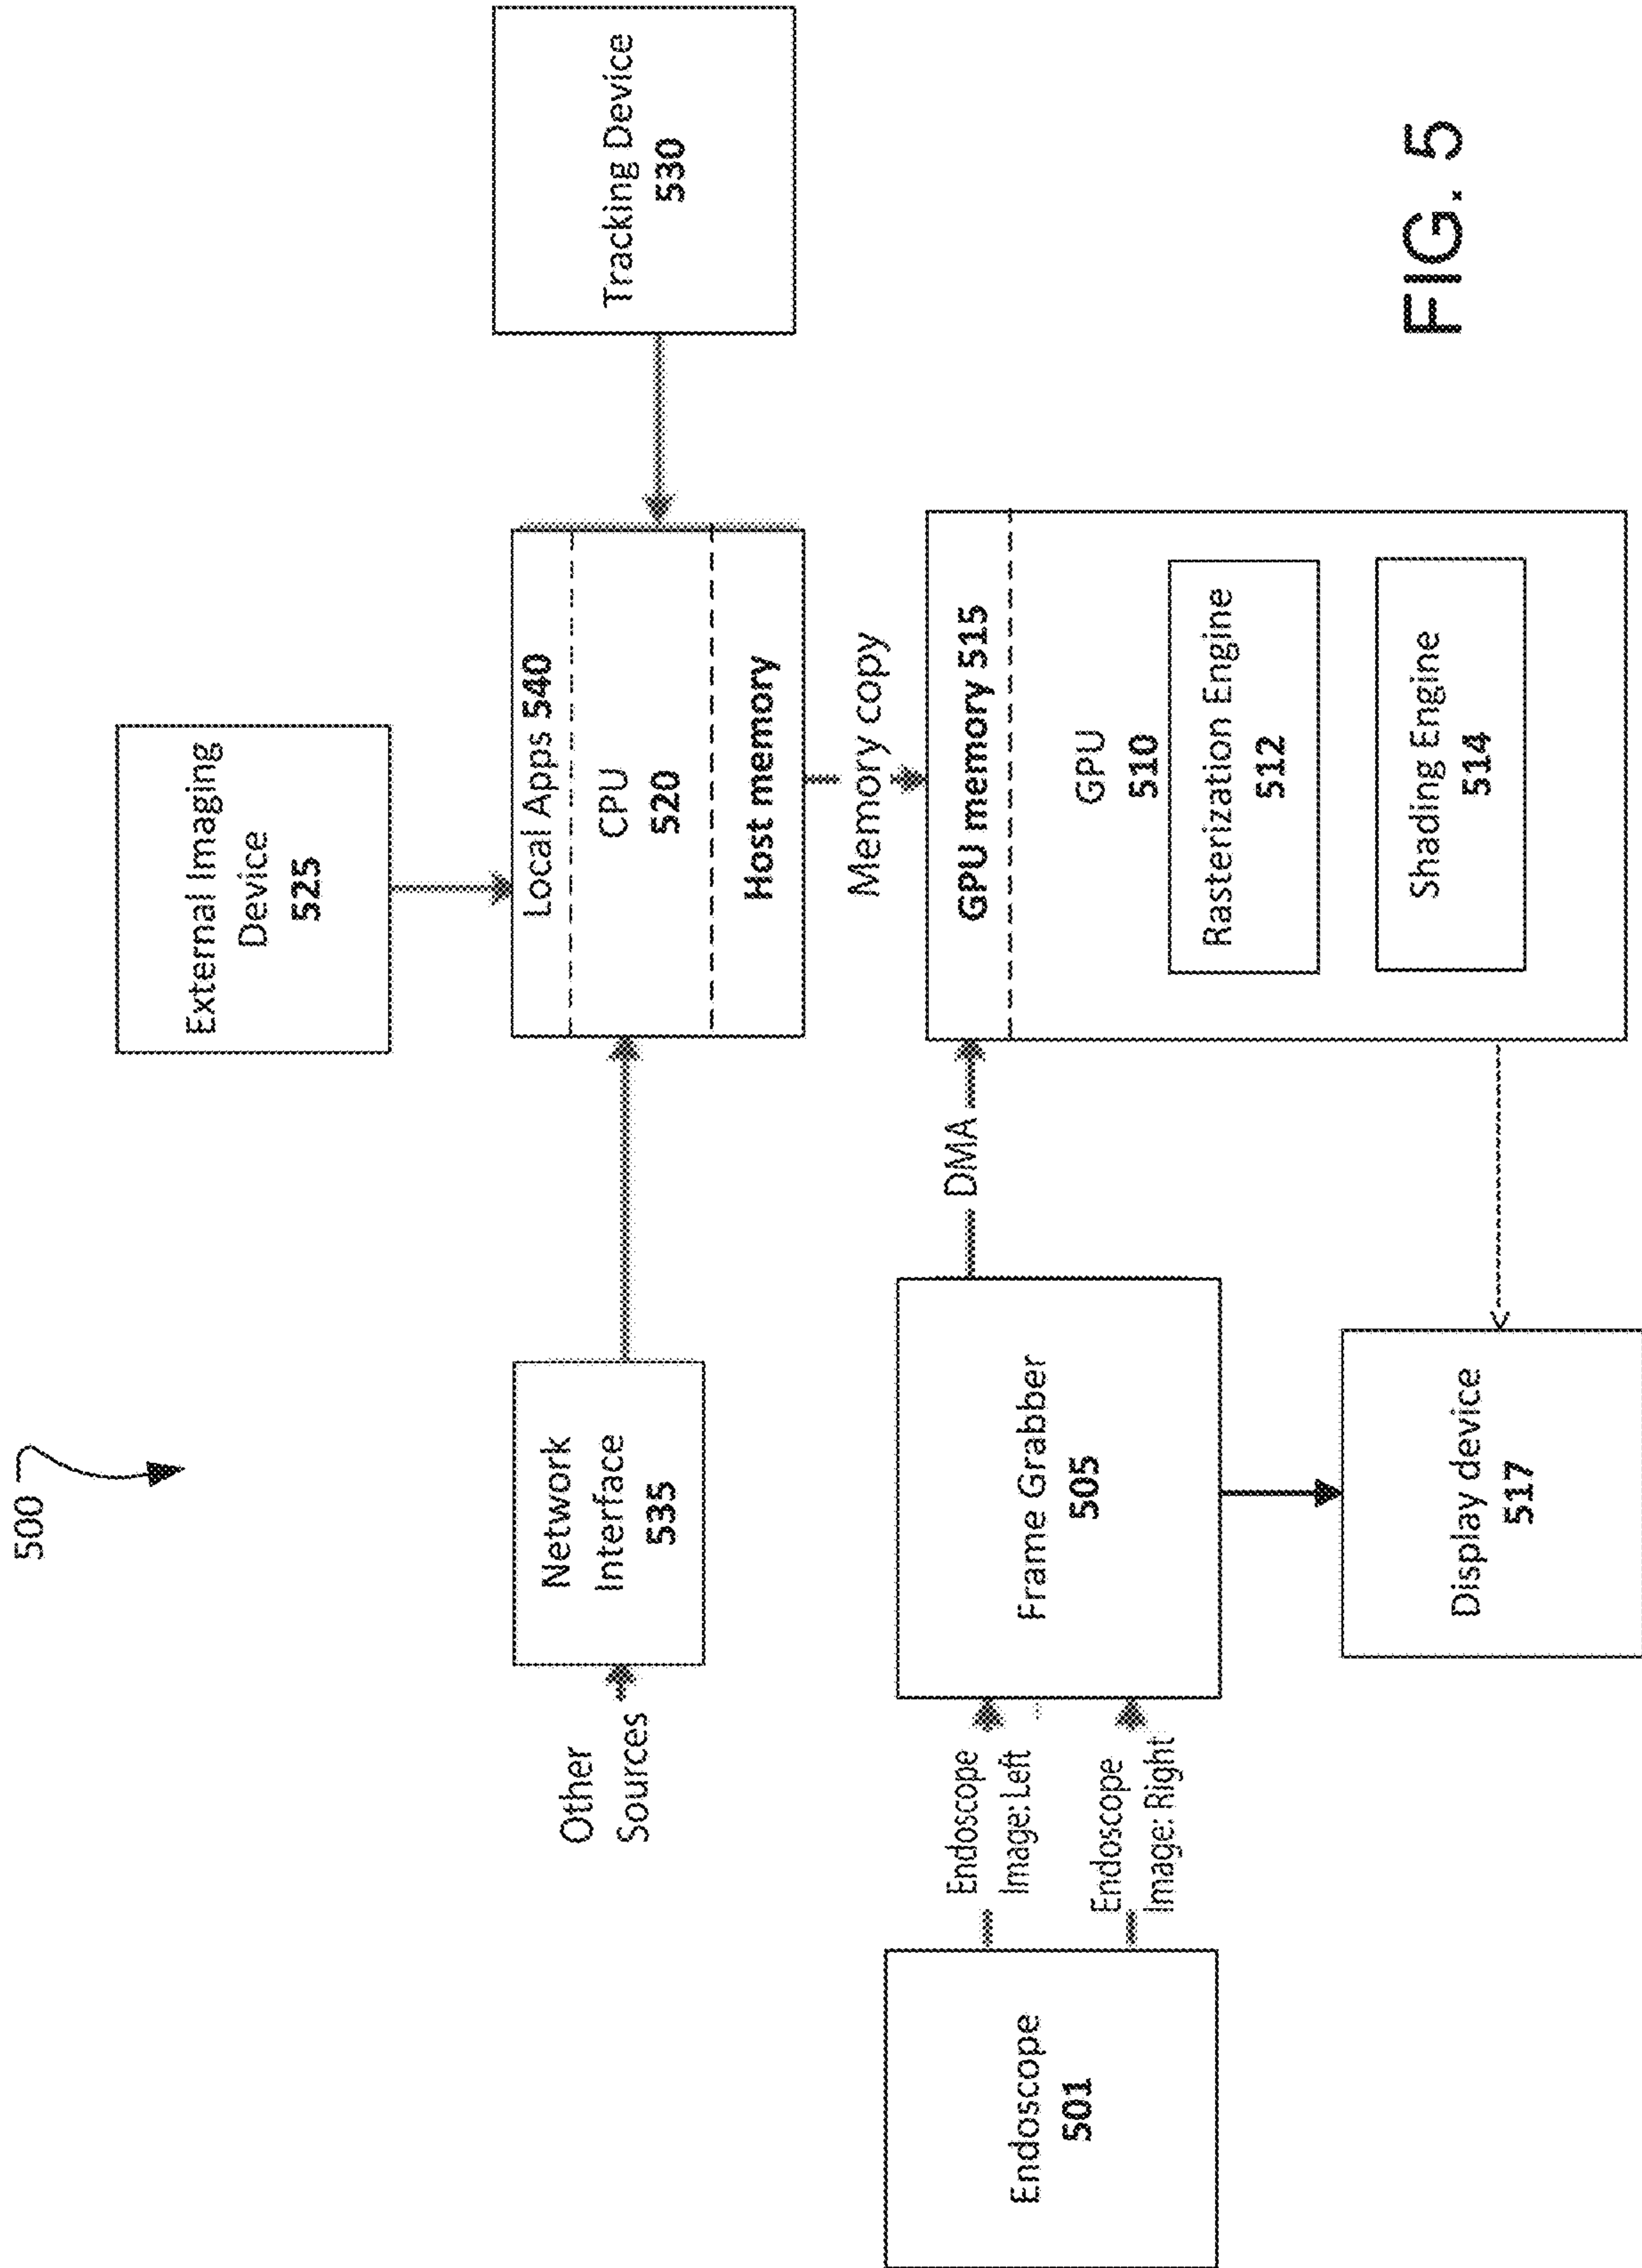 500
External Imaging
Device
525
Other
Sources
Network
Interface
535
Local Apps 540
CPU
520
Host memory
Tracking Device
530
Memory copy
Endoscope
501
Endoscope
Image: Left
Endoscope
Image: Right
Frame Grabber
505
DMA
GPU memory 515
GPU
510
Rasterization Engine
512
Shading Engine
514
Display device
517
FIG. 5